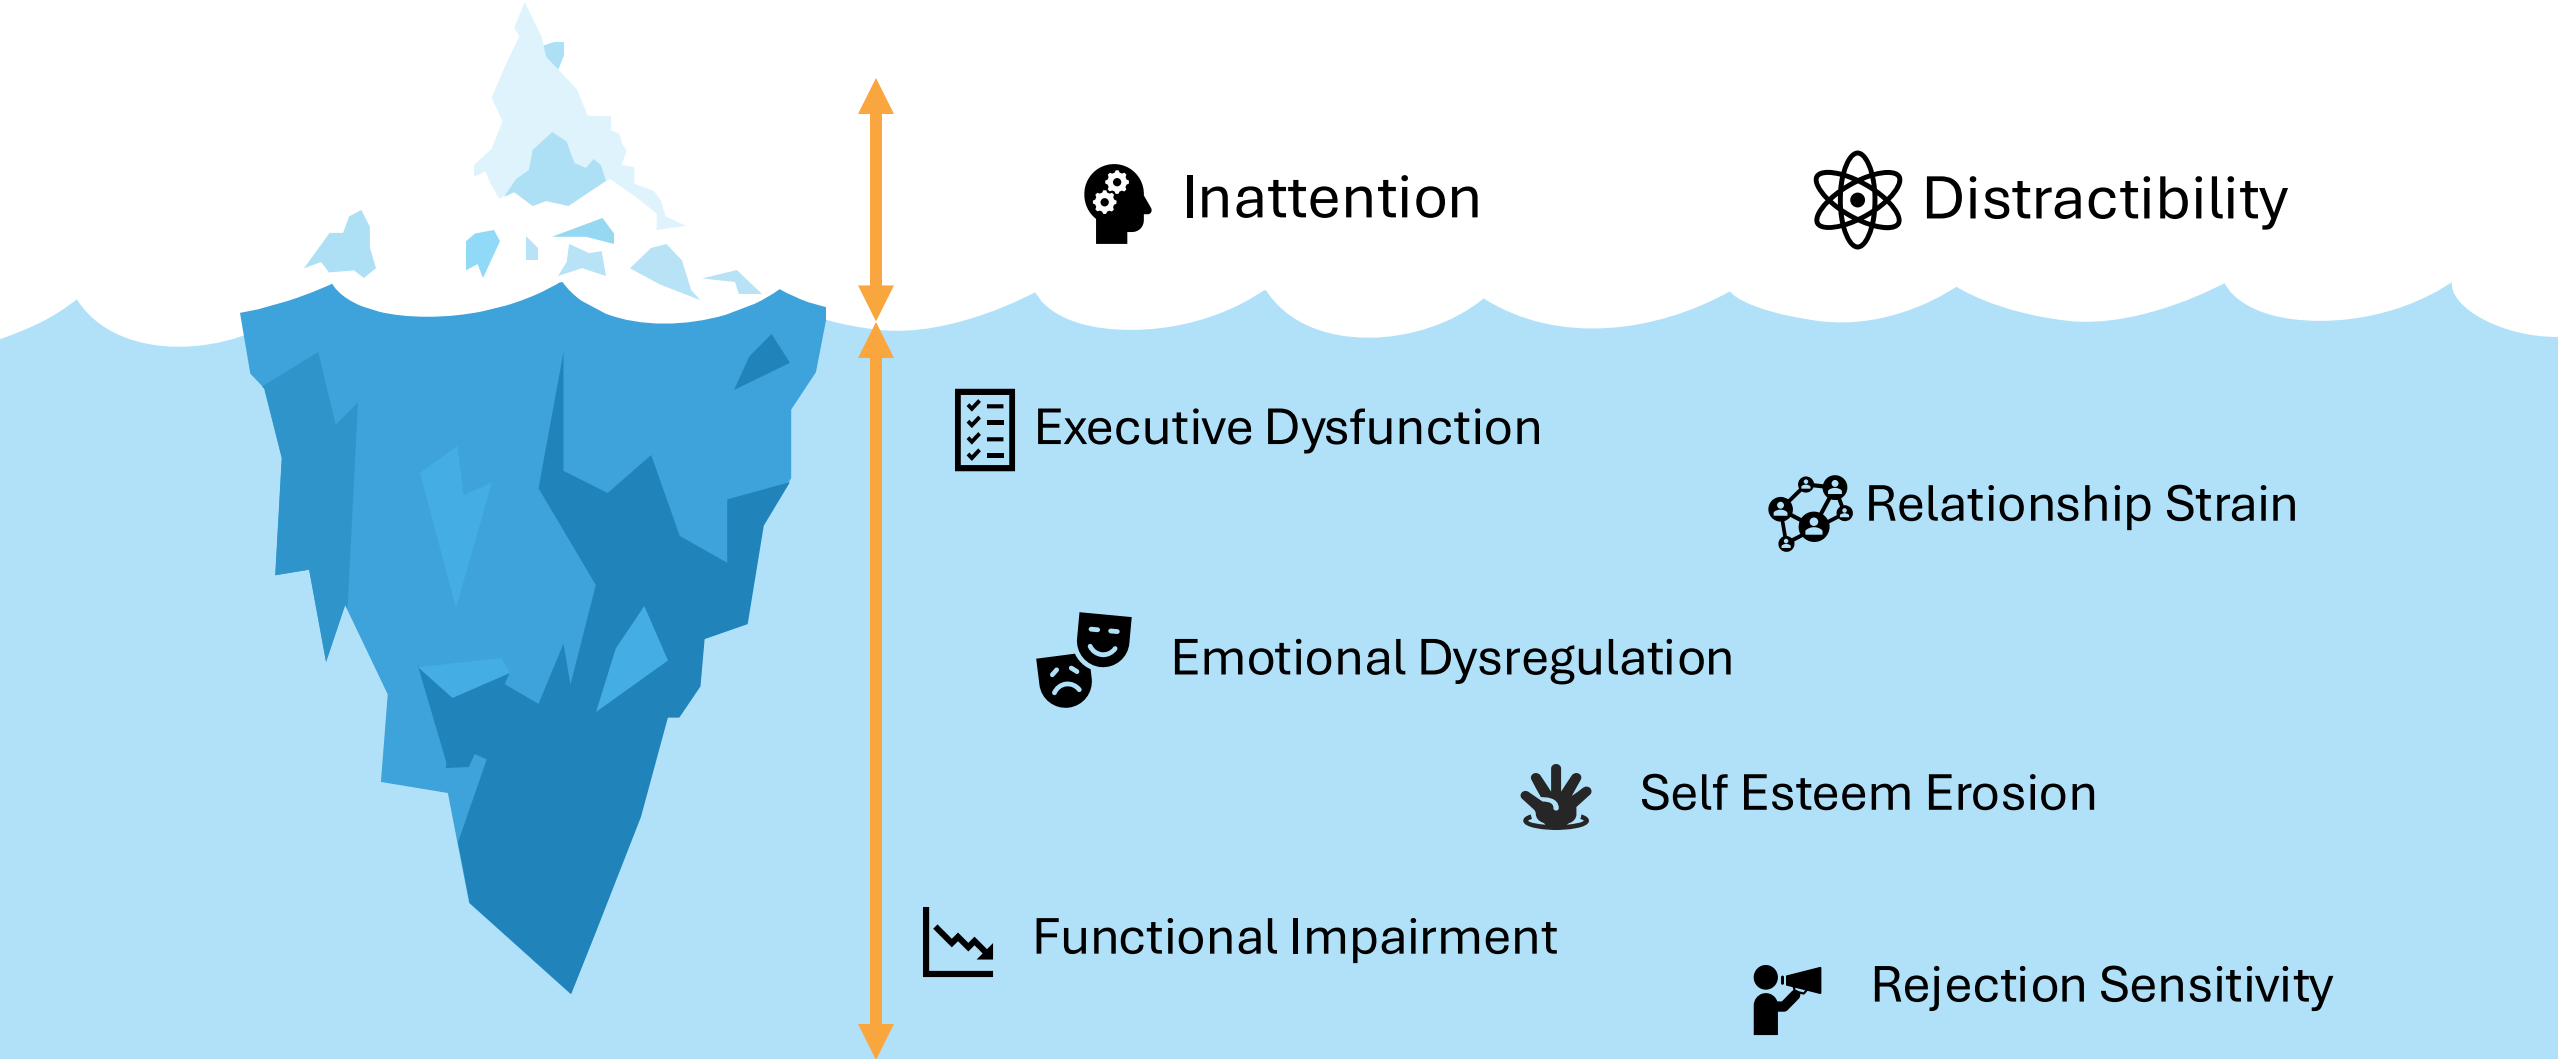 Inattention
Distractibility
Executive Dysfunction
Relationship Strain
Emotional Dysregulation
Self Esteem Erosion
Functional Impairment
Rejection Sensitivity